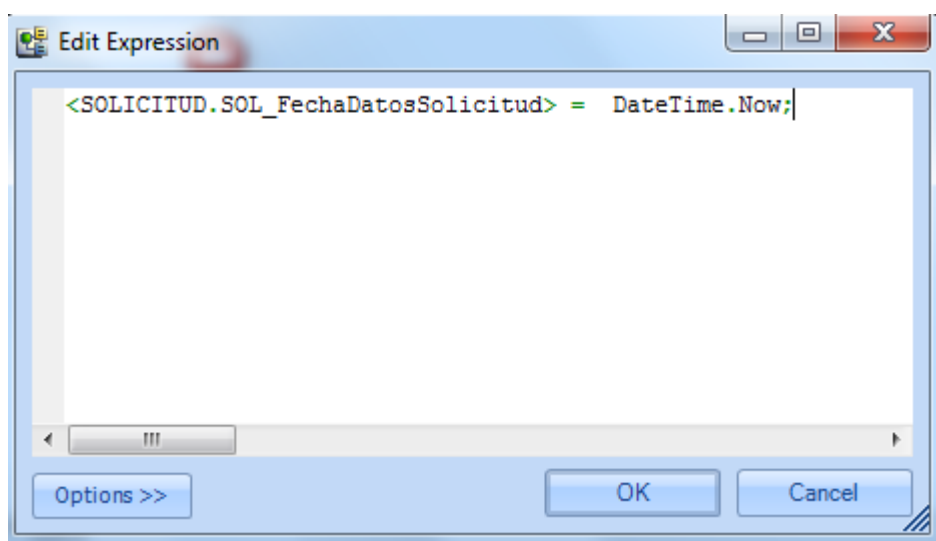 Edit Expression
<SOLICITUD.SOL_FechaDatosSolicitud> =  DateTime.Now;
Options >>
OK
Cancel